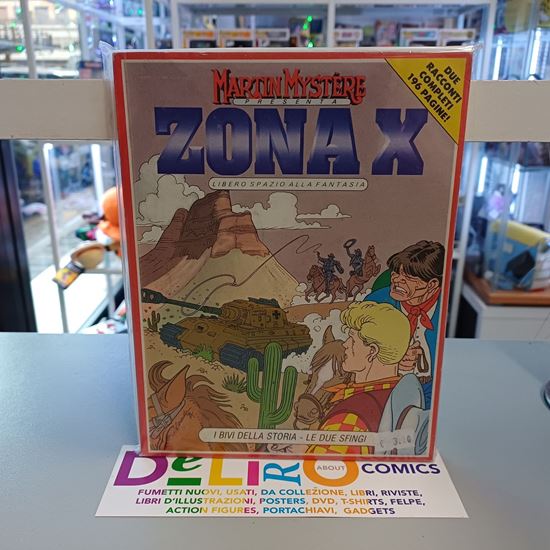 MARTIN MYSTÈRE
PRESENTA
ZONA X
LIBERO SPAZIO ALLA FANTASIA
DUE
RACCONTI
COMPLETI
196 PAGINE!
I BIVI DELLA STORIA - LE DUE SFINGI
DeLiRO ABOUT COMICS
FUMETTI NUOVI, USATI, DA COLLEZIONE, LIBRI, RIVISTE,
LIBRI D'ILLUSTRAZIONI, POSTERS, DVD, T-SHIRTS, FELPE,
ACTION FIGURES, PORTACHIAVI, GADGETS